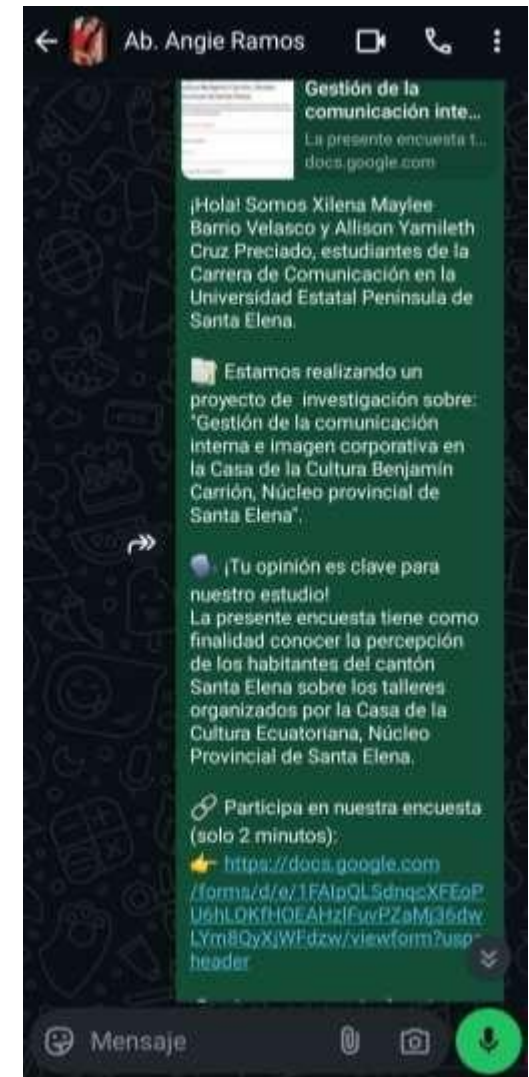 Ab. Angie Ramos
Gestión de la
comunicación inte...
La presente encuesta t...
docs.google.com
¡Hola! Somos Xilena Maylee
Barrio Velasco y Allison Yamileth
Cruz Preciado, estudiantes de la
Carrera de Comunicación en la
Universidad Estatal Península de
Santa Elena.
Estamos realizando un
proyecto de investigación sobre:
"Gestión de la comunicación
interna e imagen corporativa en
la Casa de la Cultura Benjamín
Carrión, Núcleo provincial de
Santa Elena".
¡Tu opinión es clave para
nuestro estudio!
La presente encuesta tiene como
finalidad conocer la percepción
de los habitantes del cantón
Santa Elena sobre los talleres
organizados por la Casa de la
Cultura Ecuatoriana, Núcleo
Provincial de Santa Elena.
Participa en nuestra encuesta
(solo 2 minutos):
https://docs.google.com
/forms/d/e/1FAIpQLSdnqcXFEoP
U6hLOKfHOEAHzIFuvPZaMj36dw
LYm8QyXjWFdzw/viewform?usp=
header
Mensaje